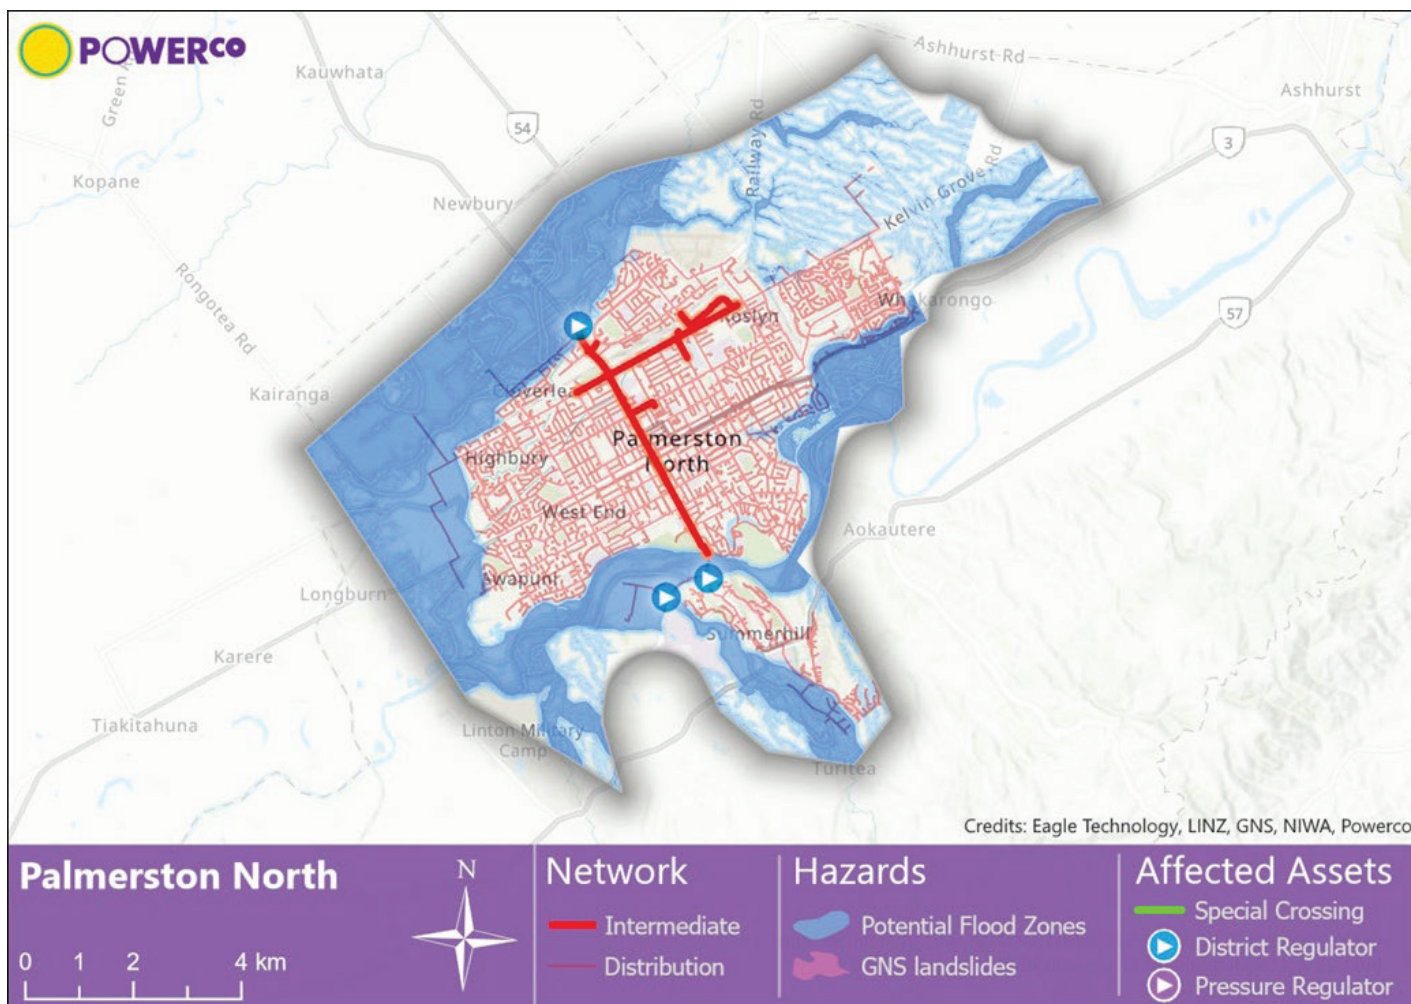 POWERCO
Ashhurst Rd
Kauwhata
Green
Ashhurst
54
Railway Rd
3
Kopane
Kelvin Grove Rd
Newbury
Rongotea Rd
Whakarongo
57
Roslyn
Kairanga
Cloverlea
Palmerston
North
Highbury
West End
Aokautere
Awapuni
Longburn
Summerhill
Karere
Tiakitahuna
Linton Military
Camp
Turitea
Credits: Eagle Technology, LINZ, GNS, NIWA, Powerco
Palmerston North
N
0 1 2 4 km
Network
Intermediate
Distribution
Hazards
Potential Flood Zones
GNS landslides
Affected Assets
Special Crossing
District Regulator
Pressure Regulator